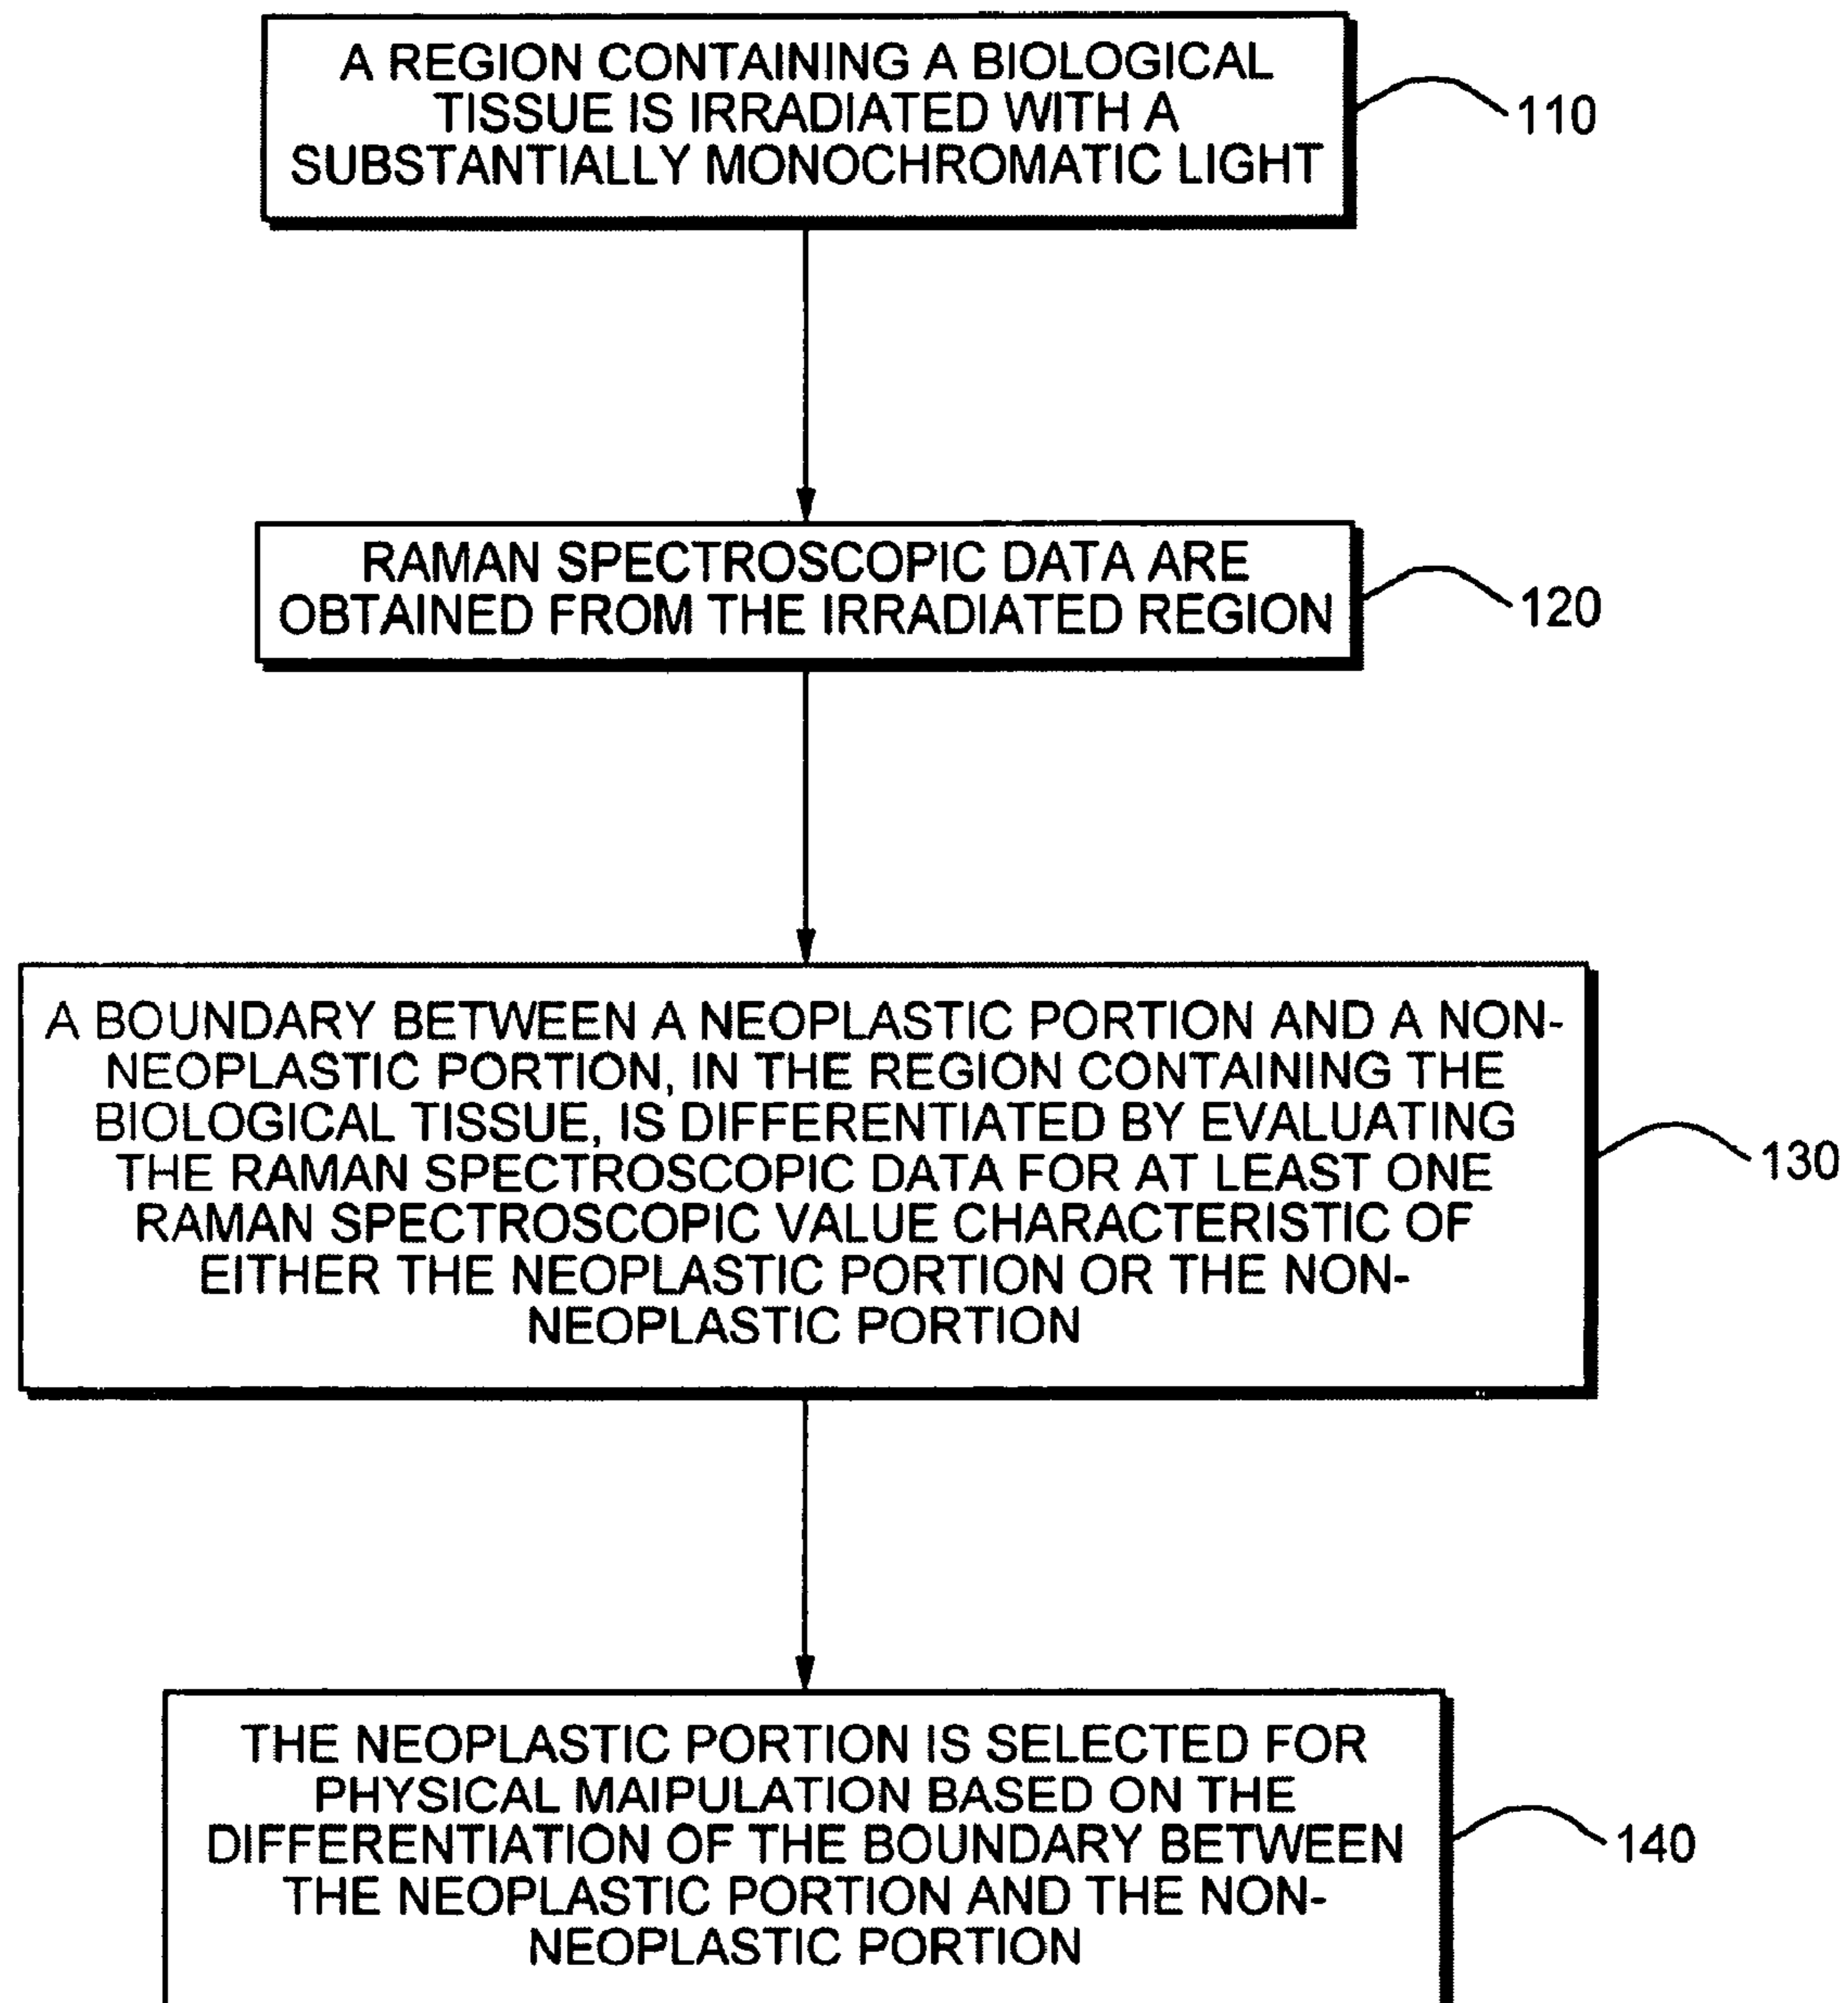 A REGION CONTAINING A BIOLOGICAL
TISSUE IS IRRADIATED WITH A
SUBSTANTIALLY MONOCHROMATIC LIGHT
110
RAMAN SPECTROSCOPIC DATA ARE
OBTAINED FROM THE IRRADIATED REGION
120
A BOUNDARY BETWEEN A NEOPLASTIC PORTION AND A NON-
NEOPLASTIC PORTION, IN THE REGION CONTAINING THE
BIOLOGICAL TISSUE, IS DIFFERENTIATED BY EVALUATING
THE RAMAN SPECTROSCOPIC DATA FOR AT LEAST ONE
RAMAN SPECTROSCOPIC VALUE CHARACTERISTIC OF
EITHER THE NEOPLASTIC PORTION OR THE NON-
NEOPLASTIC PORTION
130
THE NEOPLASTIC PORTION IS SELECTED FOR
PHYSICAL MAIPULATION BASED ON THE
DIFFERENTIATION OF THE BOUNDARY BETWEEN
THE NEOPLASTIC PORTION AND THE NON-
NEOPLASTIC PORTION
140